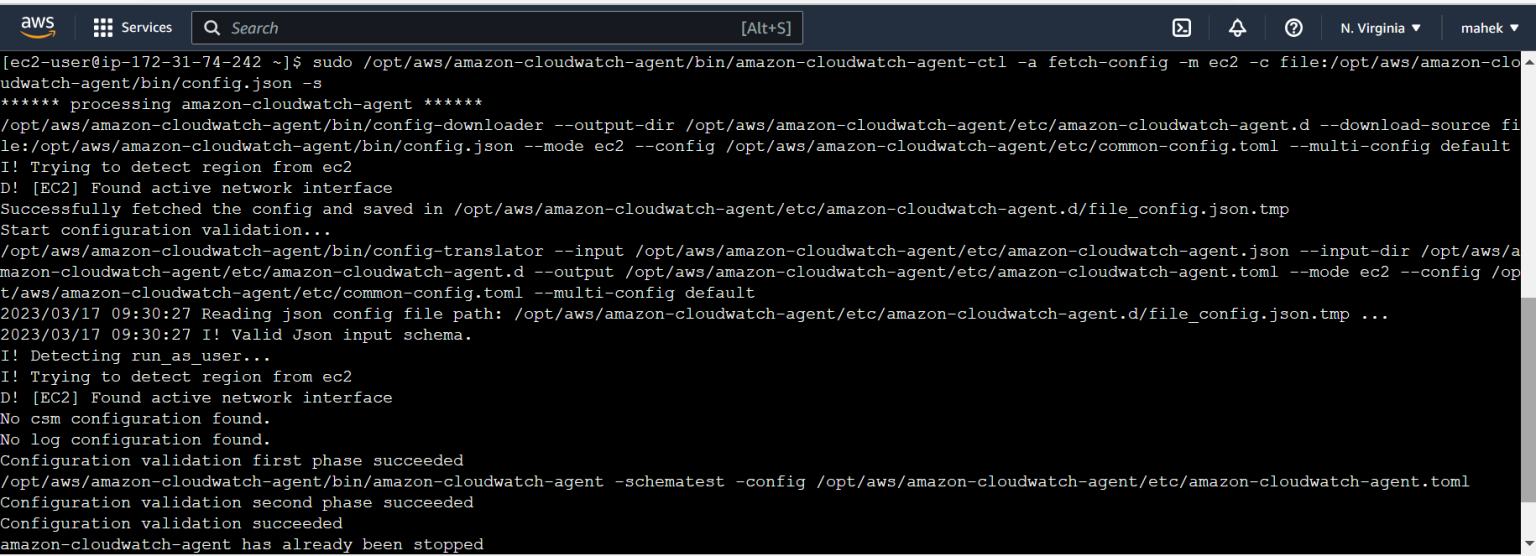 aws Services Search [Alt+S] N. Virginia ▼ mahek ▼
[ec2-user@ip-172-31-74-242 ~]$ sudo /opt/aws/amazon-cloudwatch-agent/bin/amazon-cloudwatch-agent-ctl -a fetch-config -m ec2 -c file:/opt/aws/amazon-clo
udwatch-agent/bin/config.json -s
****** processing amazon-cloudwatch-agent ******
/opt/aws/amazon-cloudwatch-agent/bin/config-downloader --output-dir /opt/aws/amazon-cloudwatch-agent/etc/amazon-cloudwatch-agent.d --download-source fi
le:/opt/aws/amazon-cloudwatch-agent/bin/config.json --mode ec2 --config /opt/aws/amazon-cloudwatch-agent/etc/common-config.toml --multi-config default
I! Trying to detect region from ec2
D! [EC2] Found active network interface
Successfully fetched the config and saved in /opt/aws/amazon-cloudwatch-agent/etc/amazon-cloudwatch-agent.d/file_config.json.tmp
Start configuration validation...
/opt/aws/amazon-cloudwatch-agent/bin/config-translator --input /opt/aws/amazon-cloudwatch-agent/etc/amazon-cloudwatch-agent.json --input-dir /opt/aws/a
mazon-cloudwatch-agent/etc/amazon-cloudwatch-agent.d --output /opt/aws/amazon-cloudwatch-agent/etc/amazon-cloudwatch-agent.toml --mode ec2 --config /op
t/aws/amazon-cloudwatch-agent/etc/common-config.toml --multi-config default
2023/03/17 09:30:27 Reading json config file path: /opt/aws/amazon-cloudwatch-agent/etc/amazon-cloudwatch-agent.d/file_config.json.tmp ...
2023/03/17 09:30:27 I! Valid Json input schema.
I! Detecting run_as_user...
I! Trying to detect region from ec2
D! [EC2] Found active network interface
No csm configuration found.
No log configuration found.
Configuration validation first phase succeeded
/opt/aws/amazon-cloudwatch-agent/bin/amazon-cloudwatch-agent -schematest -config /opt/aws/amazon-cloudwatch-agent/etc/amazon-cloudwatch-agent.toml
Configuration validation second phase succeeded
Configuration validation succeeded
amazon-cloudwatch-agent has already been stopped